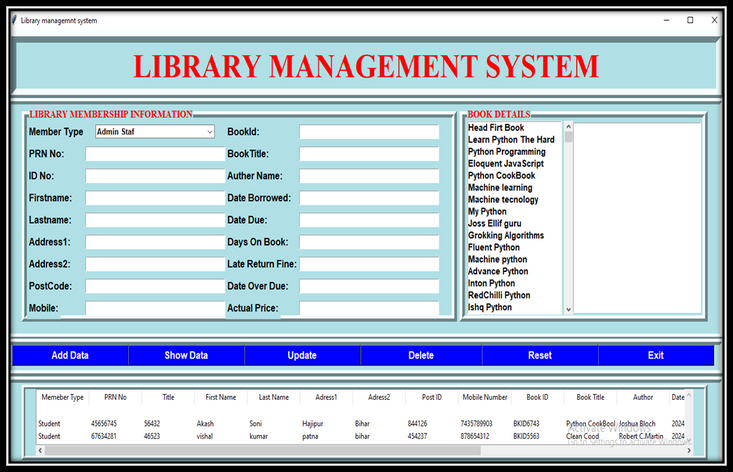 Library managemnt system
LIBRARY MANAGEMENT SYSTEM
LIBRARY MEMBERSHIP INFORMATION
Member Type Admin Staf BookId:
PRN No: BookTitle:
ID No: Auther Name:
Firstname: Date Borrowed:
Lastname: Date Due:
Address1: Days On Book:
Address2: Late Return Fine:
PostCode: Date Over Due:
Mobile: Actual Price:
BOOK DETAILS
Head Firt Book
Learn Python The Hard
Python Programming
Eloquent JavaScript
Python CookBook
Machine learning
Machine tecnology
My Python
Joss Ellif guru
Grokking Algorithms
Fluent Python
Machine python
Advance Python
Inton Python
RedChilli Python
Ishq Python
Add Data Show Data Update Delete Reset Exit
Memeber Type PRN No Title First Name Last Name Adress1 Adress2 Post ID Mobile Number Book ID Book Title Author Date
Student 45656745 56432 Akash Soni Hajipur Bihar 844126 7435789903 BKID6743 Python CookBool Joshua Bloch 2024
Student 67634281 46523 vishal kumar patna bihar 454237 878654312 BKID5563 Clean Cood Robert C.Martin 2024
Activate Windows
Go to Settings to activate Windows.